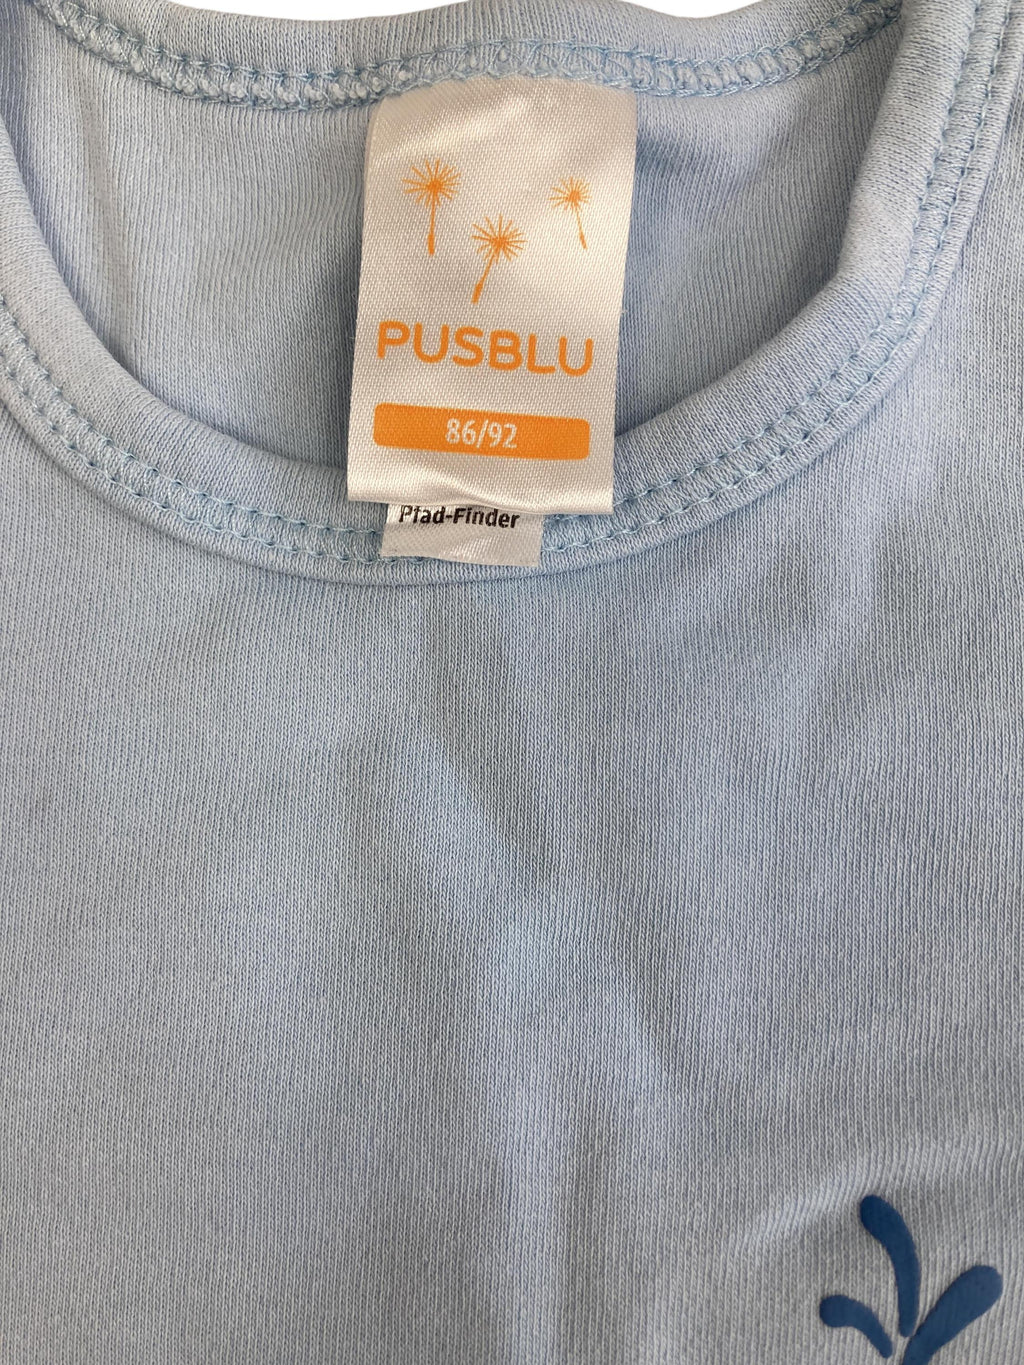 PUSBLU
86/92
Pfad-Finder